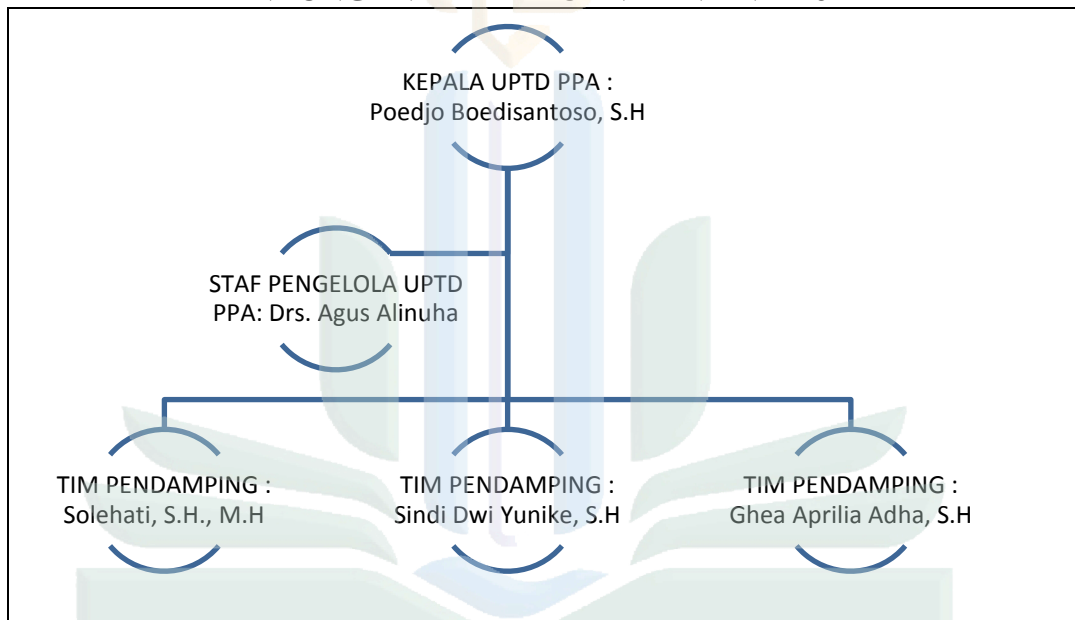 KEPALA UPTD PPA :
Poedjo Boedisantoso, S.H
STAF PENGELOLA UPTD
PPA: Drs. Agus Alinuha
TIM PENDAMPING :
Solehati, S.H., M.H
TIM PENDAMPING :
Sindi Dwi Yunike, S.H
TIM PENDAMPING :
Ghea Aprilia Adha, S.H